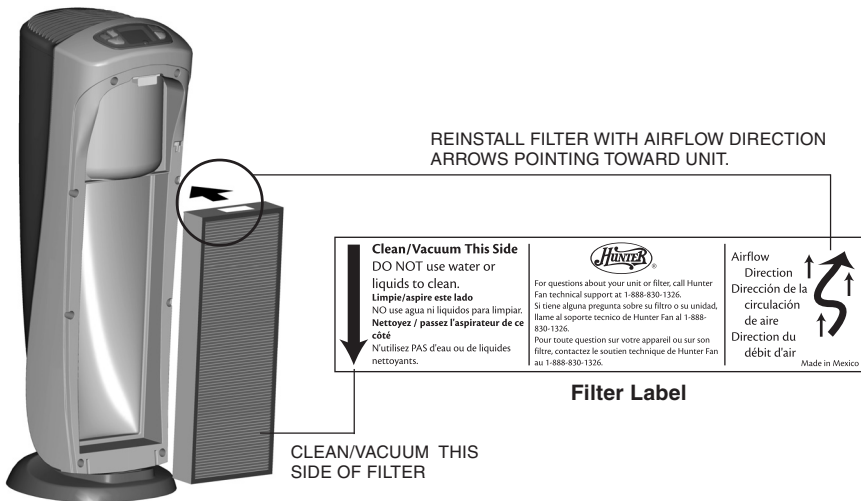 REINSTALL FILTER WITH AIRFLOW DIRECTION
ARROWS POINTING TOWARD UNIT.
Clean/Vacuum This Side
DO NOT use water or
liquids to clean.
Limpie/aspire este lado
NO use agua ni liquidos para limpiar.
Nettoyez / passez l'aspirateur de ce
côté
N'utilisez PAS d'eau ou de liquides
nettoyants.
HUNTER®
For questions about your unit or filter, call Hunter
Fan technical support at 1-888-830-1326.
Si tiene alguna pregunta sobre su filtro o su unidad,
llame al soporte tecnico de Hunter Fan al 1-888-
830-1326.
Pour toute question sur votre appareil ou sur son
filtre, contactez le soutien technique de Hunter Fan
au 1-888-830-1326.
Airflow
Direction
Dirección de la
circulación
de aire
Direction du
débit d'air
Made in Mexico
Filter Label
CLEAN/VACUUM THIS
SIDE OF FILTER